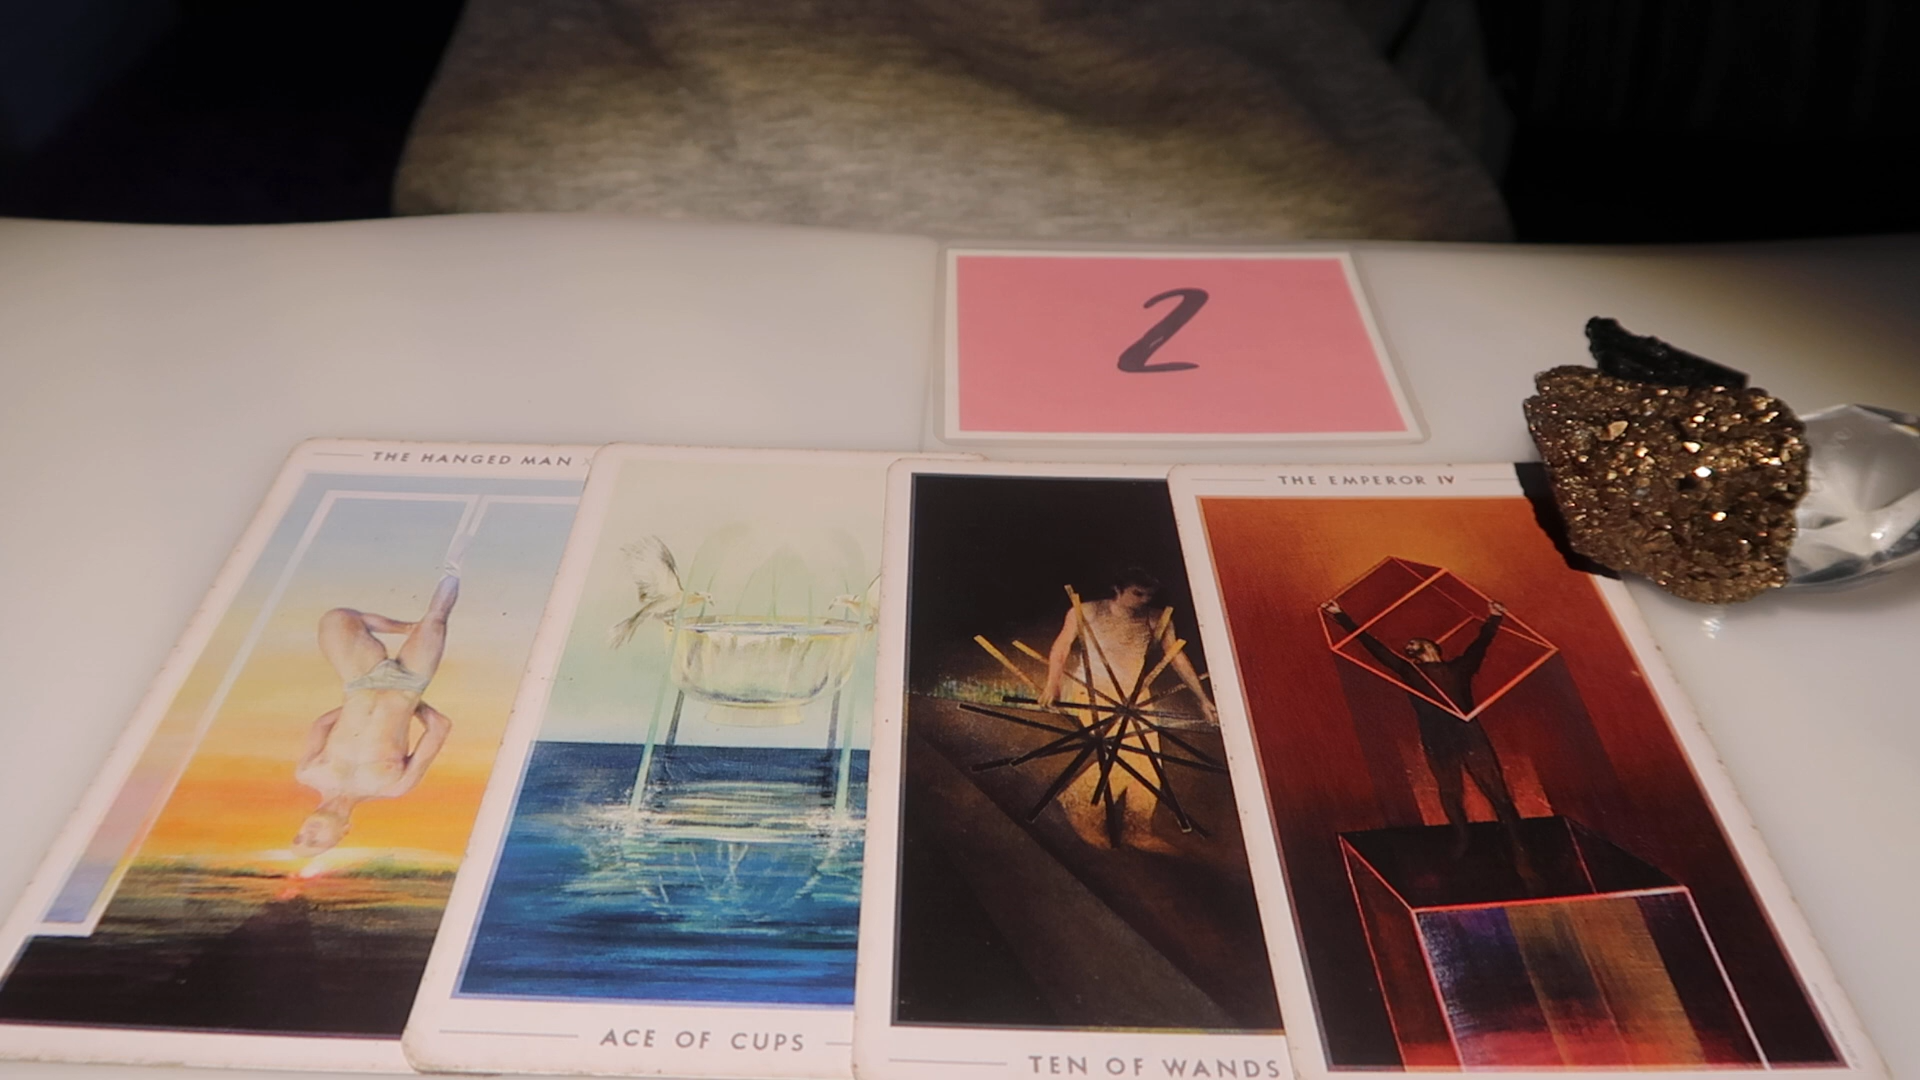 2
THE HANGED MAN
THE EMPEROR IV
ACE OF CUPS
TEN OF WANDS